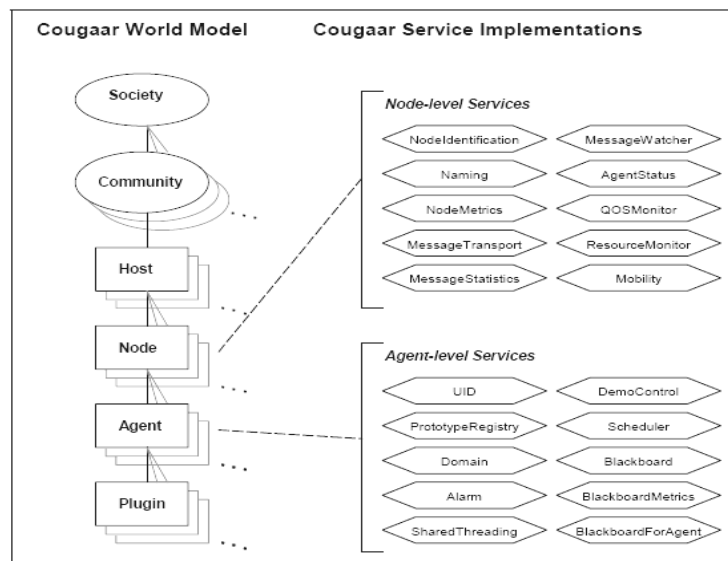 Cougaar World Model
Cougaar Service Implementations
Society
Community
. . .
Host
. . .
Node
. . .
Agent
. . .
Plugin
. . .
Node-level Services
NodeIdentification
MessageWatcher
Naming
AgentStatus
NodeMetrics
QOSMonitor
MessageTransport
ResourceMonitor
MessageStatistics
Mobility
Agent-level Services
UID
DemoControl
PrototypeRegistry
Scheduler
Domain
Blackboard
Alarm
BlackboardMetrics
SharedThreading
BlackboardForAgent